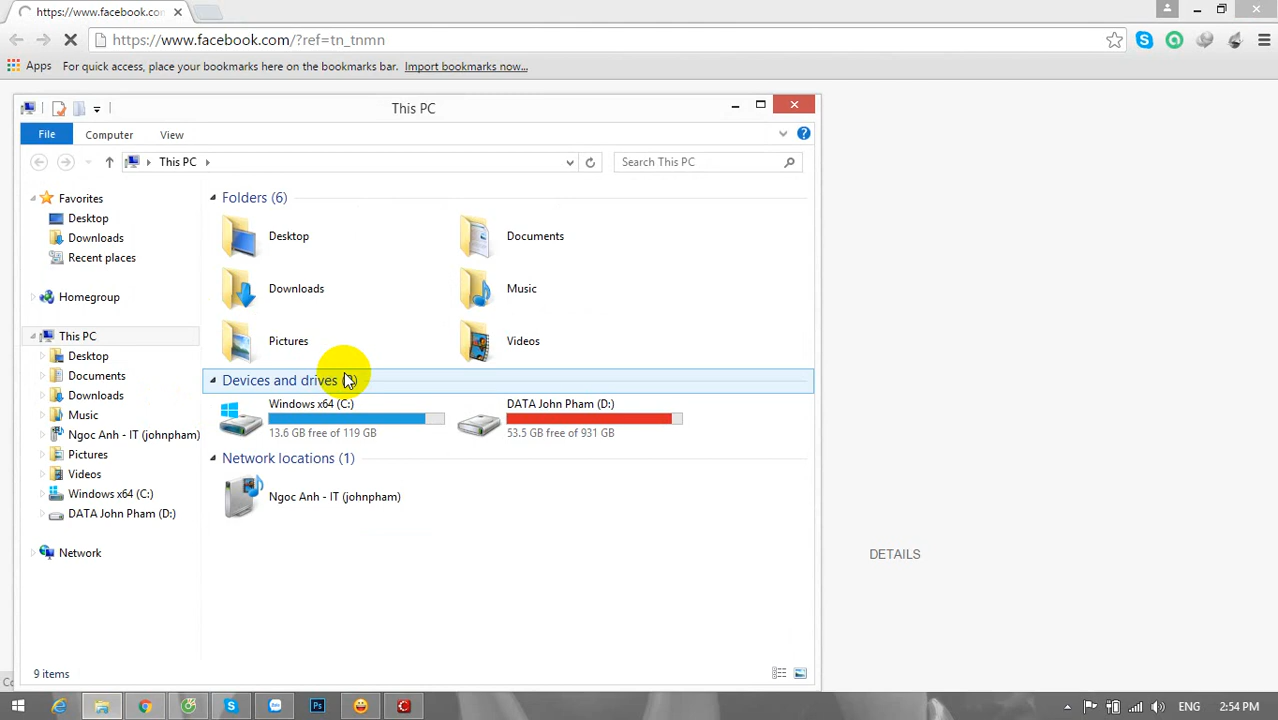 https://www.facebook.con
https://www.facebook.com/?ref=tn_tnmn
Apps For quick access, place your bookmarks here on the bookmarks bar. Import bookmarks now...
This PC
File Computer View
This PC
Search This PC
Favorites
Desktop
Downloads
Recent places
Homegroup
This PC
Desktop
Documents
Downloads
Music
Ngoc Anh - IT (johnpham)
Pictures
Videos
Windows x64 (C:)
DATA John Pham (D:)
Network
Folders (6)
Desktop
Documents
Downloads
Music
Pictures
Videos
Devices and drives
Windows x64 (C:)
13.6 GB free of 119 GB
DATA John Pham (D:)
53.5 GB free of 931 GB
Network locations (1)
Ngoc Anh - IT (johnpham)
DETAILS
9 items
Ps
ENG 2:54 PM